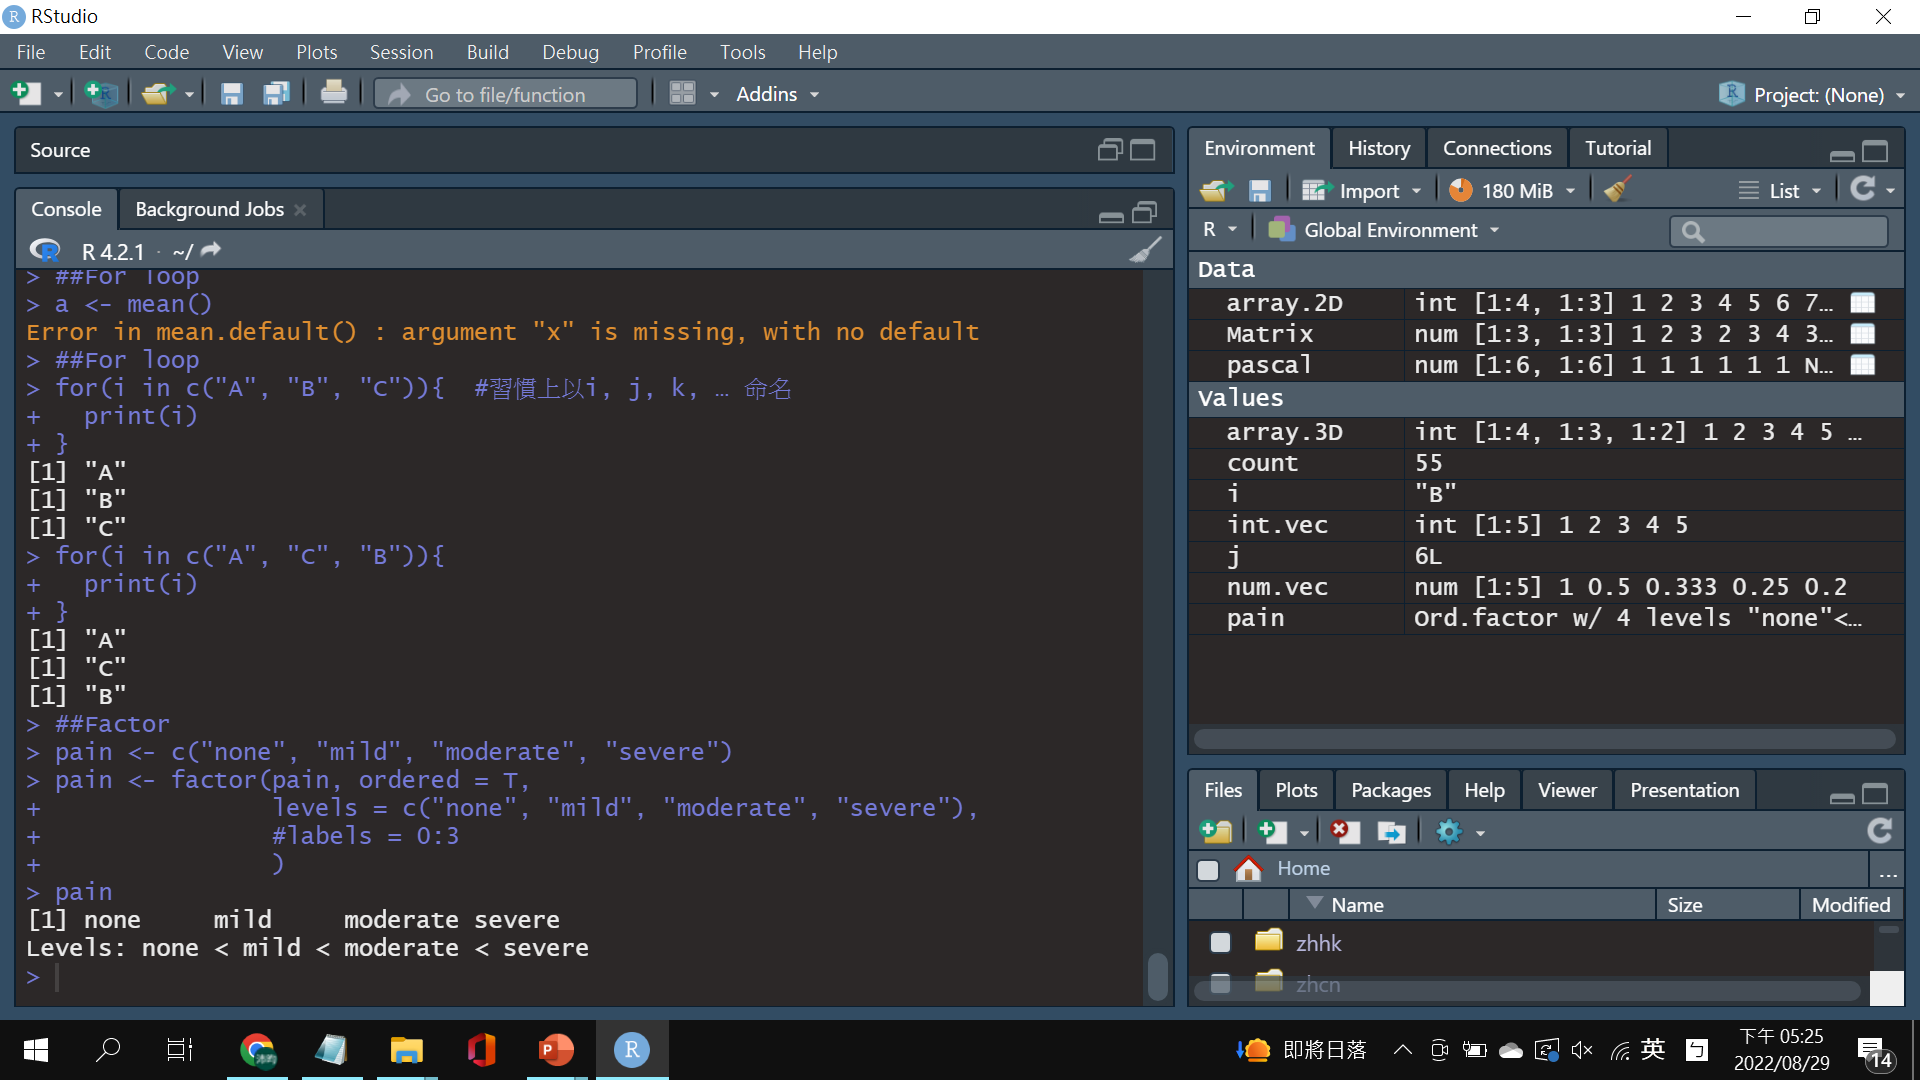 RStudio
File Edit Code View Plots Session Build Debug Profile Tools Help
Go to file/function Addins Project: (None)
Source
Console Background Jobs
R 4.2.1 · ~/
> ##For loop
> a <- mean()
Error in mean.default() : argument "x" is missing, with no default
> ##For loop
> for(i in c("A", "B", "C")){  #習慣上以i, j, k, … 命名
+   print(i)
+ }
[1] "A"
[1] "B"
[1] "C"
> for(i in c("A", "C", "B")){
+   print(i)
+ }
[1] "A"
[1] "C"
[1] "B"
> ##Factor
> pain <- c("none", "mild", "moderate", "severe")
> pain <- factor(pain, ordered = T,
+                levels = c("none", "mild", "moderate", "severe"),
+                #labels = 0:3
+                )
> pain
[1] none     mild     moderate severe
Levels: none < mild < moderate < severe
>
Environment History Connections Tutorial
Import 180 MiB List
R Global Environment
Data
array.2D int [1:4, 1:3] 1 2 3 4 5 6 7…
Matrix num [1:3, 1:3] 1 2 3 2 3 4 3…
pascal num [1:6, 1:6] 1 1 1 1 1 1 N…
Values
array.3D int [1:4, 1:3, 1:2] 1 2 3 4 5 …
count 55
i "B"
int.vec int [1:5] 1 2 3 4 5
j 6L
num.vec num [1:5] 1 0.5 0.333 0.25 0.2
pain Ord.factor w/ 4 levels "none"<…
Files Plots Packages Help Viewer Presentation
Home ...
Name Size Modified
zhhk
zhcn
即將日落 英 ㄅ 下午 05:25
2022/08/29 14